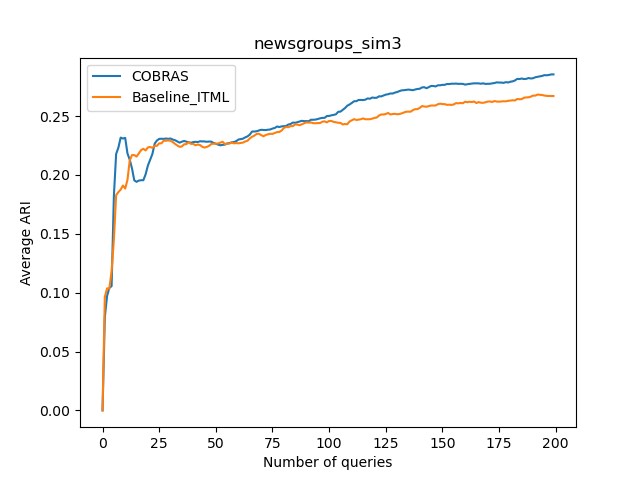 newsgroups_sim3
COBRAS
Baseline_ITML
Average ARI
0.25
0.20
0.15
0.10
0.05
0.00
0 25 50 75 100 125 150 175 200
Number of queries